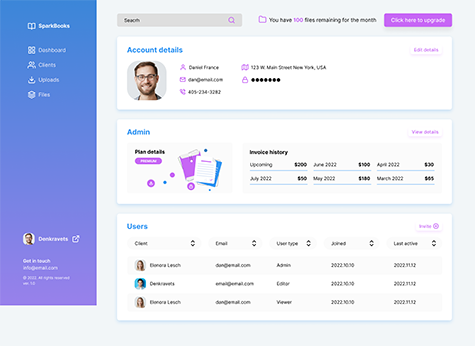 SparkBooks
Dashboard
Clients
Uploads
Files
Denkravets
Get in touch
info@email.com
© 2022. All rights reserved
ver. 1.0
Search
You have 100 files remaining for the month
Click here to upgrade
Account details
Edit details
Daniel France
123 W. Main Street New York, USA
dan@email.com
405-234-3282
Admin
View details
Plan details
PREMIUM
Invoice history
Upcoming $200 June 2022 $100 April 2022 $30
July 2022 $50 May 2022 $180 March 2022 $65
Users
Invite
Client Email User type Joined Last active
Elenora Lesch don@email.com Admin 2022.10.10 2022.11.12
Denkravets email@email.com Editor 2022.10.10 2022.11.12
Elenora Lesch don@email.com Viewer 2022.10.10 2022.11.12